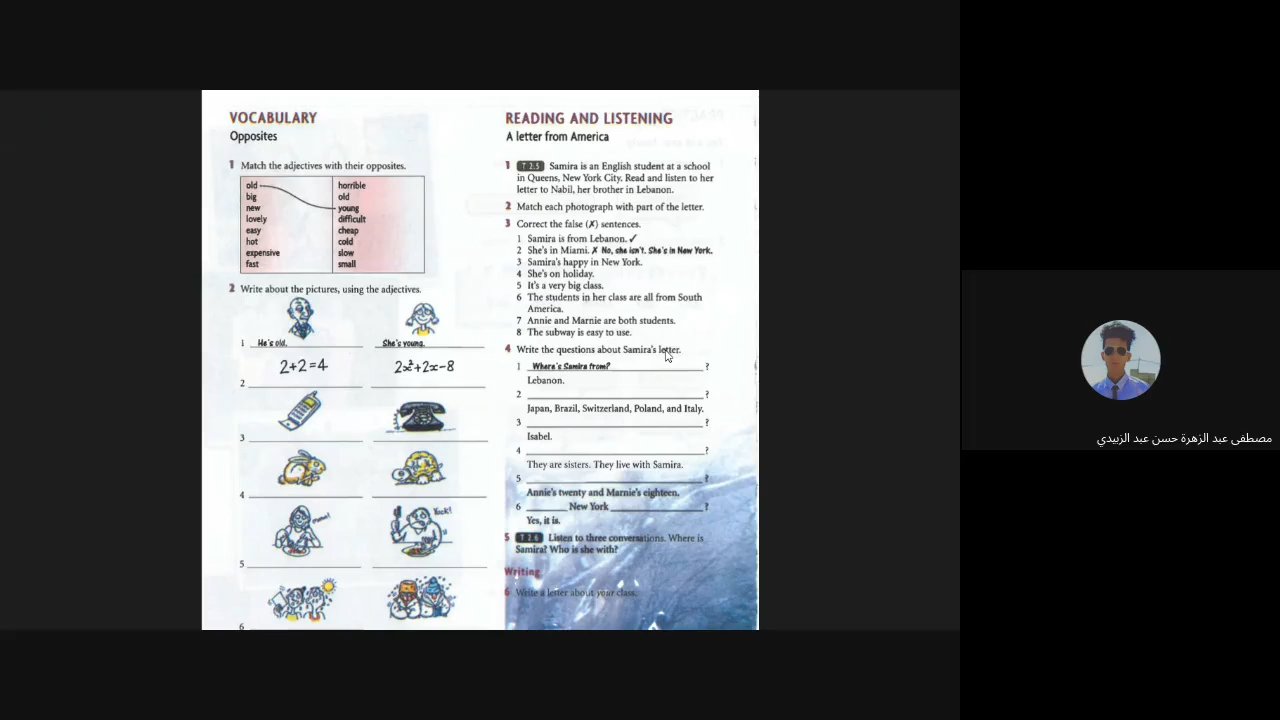 VOCABULARY
Opposites
1 Match the adjectives with their opposites.
old horrible
big old
new young
lovely difficult
easy cheap
hot cold
expensive slow
fast small
2 Write about the pictures, using the adjectives.
1 He's old. She's young.
2+2=4 2x²+2x-8
2
3
4
Yuck!
5
6
READING AND LISTENING
A letter from America
1 T 2.5 Samira is an English student at a school
in Queens, New York City. Read and listen to her
letter to Nabil, her brother in Lebanon.
2 Match each photograph with part of the letter.
3 Correct the false (✗) sentences.
1 Samira is from Lebanon. ✓
2 She's in Miami. ✗ No, she isn't. She's in New York.
3 Samira's happy in New York.
4 She's on holiday.
5 It's a very big class.
6 The students in her class are all from South
America.
7 Annie and Marnie are both students.
8 The subway is easy to use.
4 Write the questions about Samira's letter.
1 Where's Samira from? ?
Lebanon.
2 ?
Japan, Brazil, Switzerland, Poland, and Italy.
3 ?
Isabel.
4 ?
They are sisters. They live with Samira.
5 ?
Annie's twenty and Marnie's eighteen.
6 New York ?
Yes, it is.
5 T 2.6 Listen to three conversations. Where is
Samira? Who is she with?
Writing
6 Write a letter about your class.
مصطفى عبد الزهرة حسن عبد الزبيدي